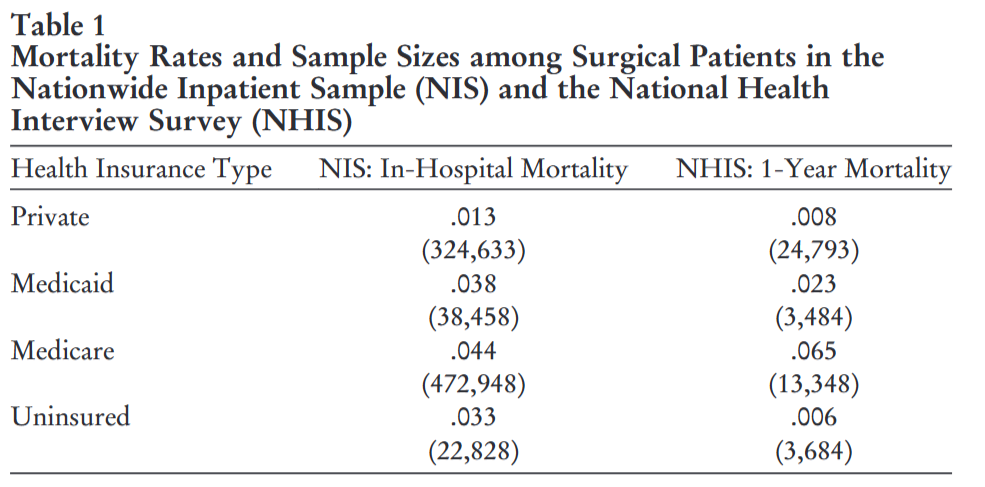 Table 1
Mortality Rates and Sample Sizes among Surgical Patients in the
Nationwide Inpatient Sample (NIS) and the National Health
Interview Survey (NHIS)
Health Insurance Type NIS: In-Hospital Mortality NHIS: 1-Year Mortality
Private .013 .008
(324,633) (24,793)
Medicaid .038 .023
(38,458) (3,484)
Medicare .044 .065
(472,948) (13,348)
Uninsured .033 .006
(22,828) (3,684)